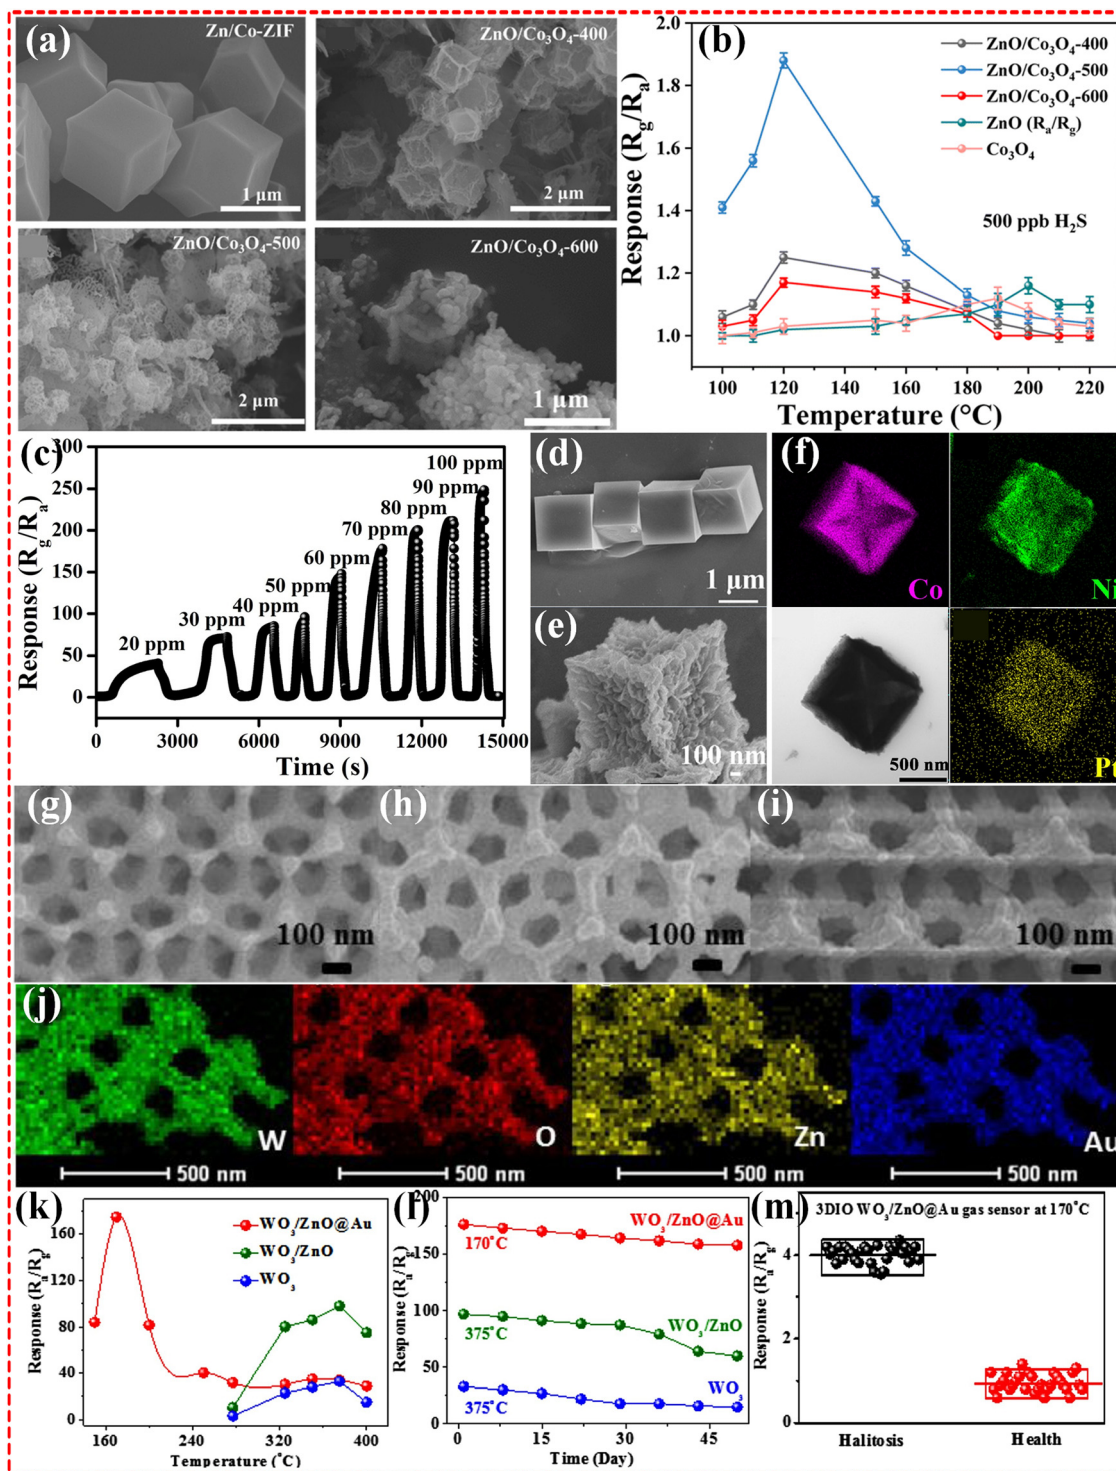 (a)
Zn/Co-ZIF
1 μm
ZnO/Co₃O₄-400
2 μm
ZnO/Co₃O₄-500
2 μm
ZnO/Co₃O₄-600
1 μm
(b)
Response (Rg/Ra)
2.0
1.8
1.6
1.4
1.2
1.0
ZnO/Co₃O₄-400
ZnO/Co₃O₄-500
ZnO/Co₃O₄-600
ZnO (Ra/Rg)
Co₃O₄
500 ppb H₂S
100 120 140 160 180 200 220
Temperature (°C)
(c)
Response (Rg/Ra)
300
250
200
150
100
50
0
20 ppm
30 ppm
40 ppm
50 ppm
60 ppm
70 ppm
80 ppm
90 ppm
100 ppm
0 3000 6000 9000 12000 15000
Time (s)
(d)
1 μm
(e)
100 nm
(f)
Co
Ni
500 nm
Pt
(g)
100 nm
(h)
100 nm
(i)
100 nm
(j)
W
O
Zn
Au
500 nm
500 nm
500 nm
500 nm
(k)
Response (Ra/Rg)
160
120
80
40
0
WO₃/ZnO@Au
WO₃/ZnO
WO₃
160 240 320 400
Temperature (°C)
(l)
Response (Ra/Rg)
200
150
100
50
0
WO₃/ZnO@Au
170°C
WO₃/ZnO
375°C
WO₃
375°C
0 15 30 45
Time (Day)
(m)
3DIO WO₃/ZnO@Au gas sensor at 170°C
Response (Ra/Rg)
4
2
0
Halitosis Health